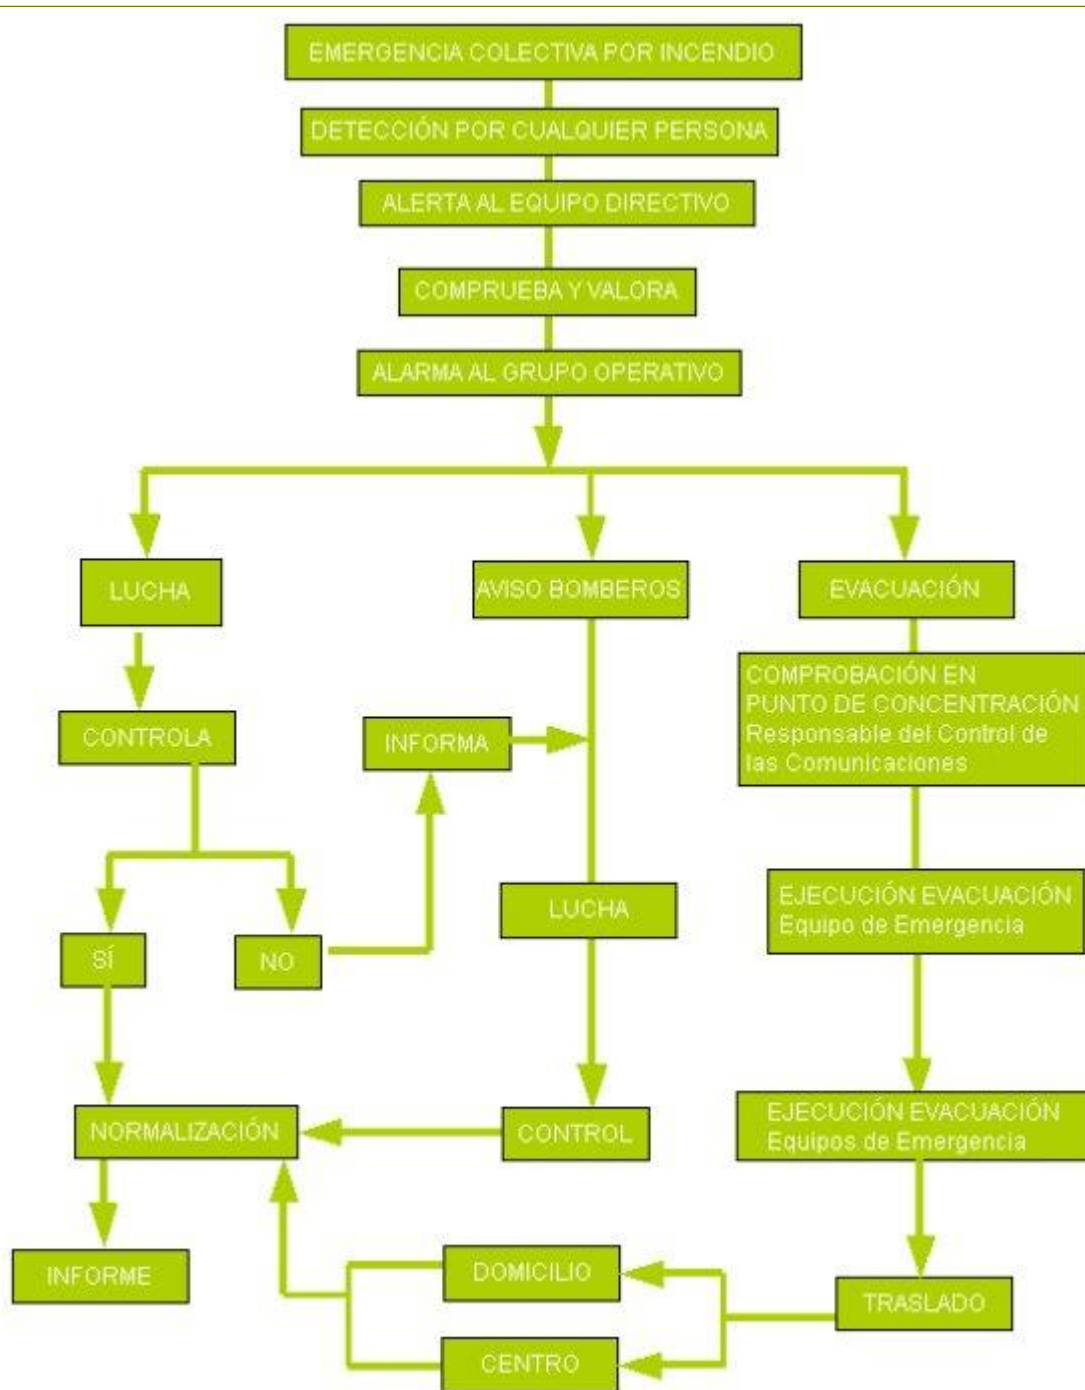 EMERGENCIA COLECTIVA POR INCENDIO
DETECCIÓN POR CUALQUIER PERSONA
ALERTA AL EQUIPO DIRECTIVO
COMPRUEBA Y VALORA
ALARMA AL GRUPO OPERATIVO
LUCHA
AVISO BOMBEROS
EVACUACIÓN
COMPROBACIÓN EN
PUNTO DE CONCENTRACIÓN
Responsable del Control de
las Comunicaciones
CONTROLA
INFORMA
EJECUCIÓN EVACUACIÓN
Equipo de Emergencia
LUCHA
SÍ
NO
EJECUCIÓN EVACUACIÓN
Equipos de Emergencia
NORMALIZACIÓN
CONTROL
INFORME
DOMICILIO
TRASLADO
CENTRO